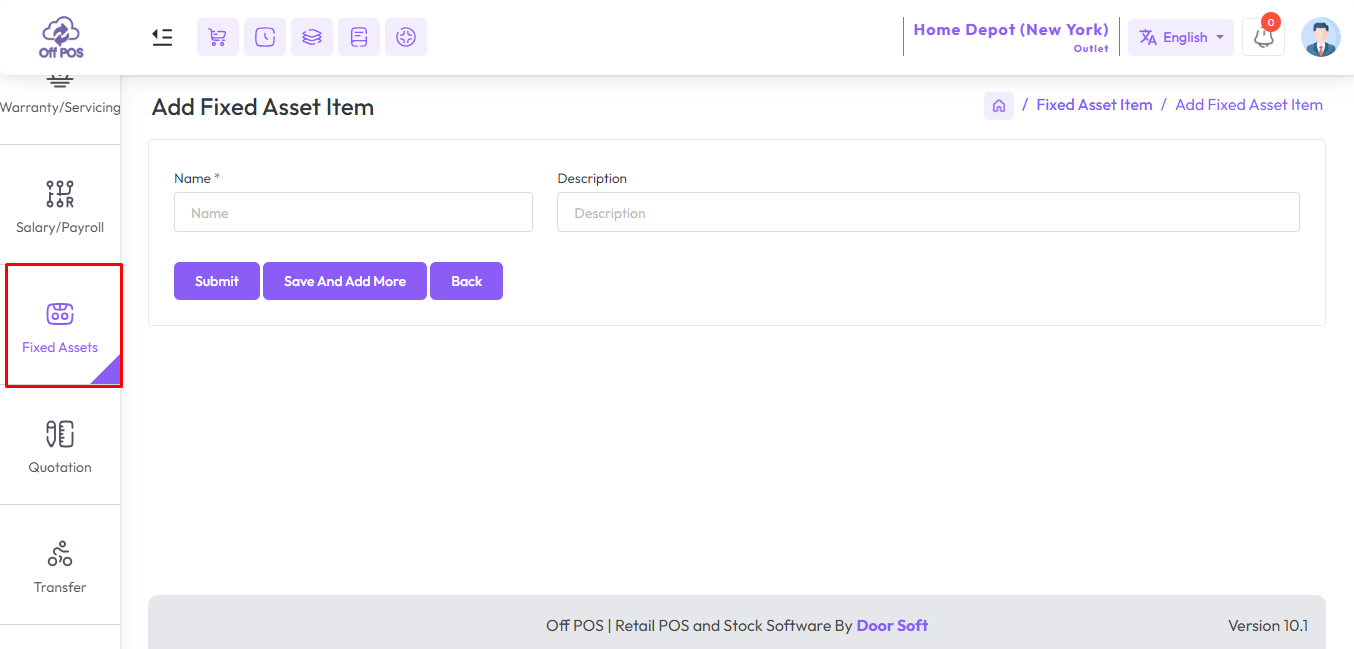 Off POS
Home Depot (New York)
Outlet
English
0
Warranty/Servicing
Salary/Payroll
Fixed Assets
Quotation
Transfer
Add Fixed Asset Item
/ Fixed Asset Item / Add Fixed Asset Item
Name *
Description
Name
Description
Submit
Save And Add More
Back
Off POS | Retail POS and Stock Software By Door Soft
Version 10.1